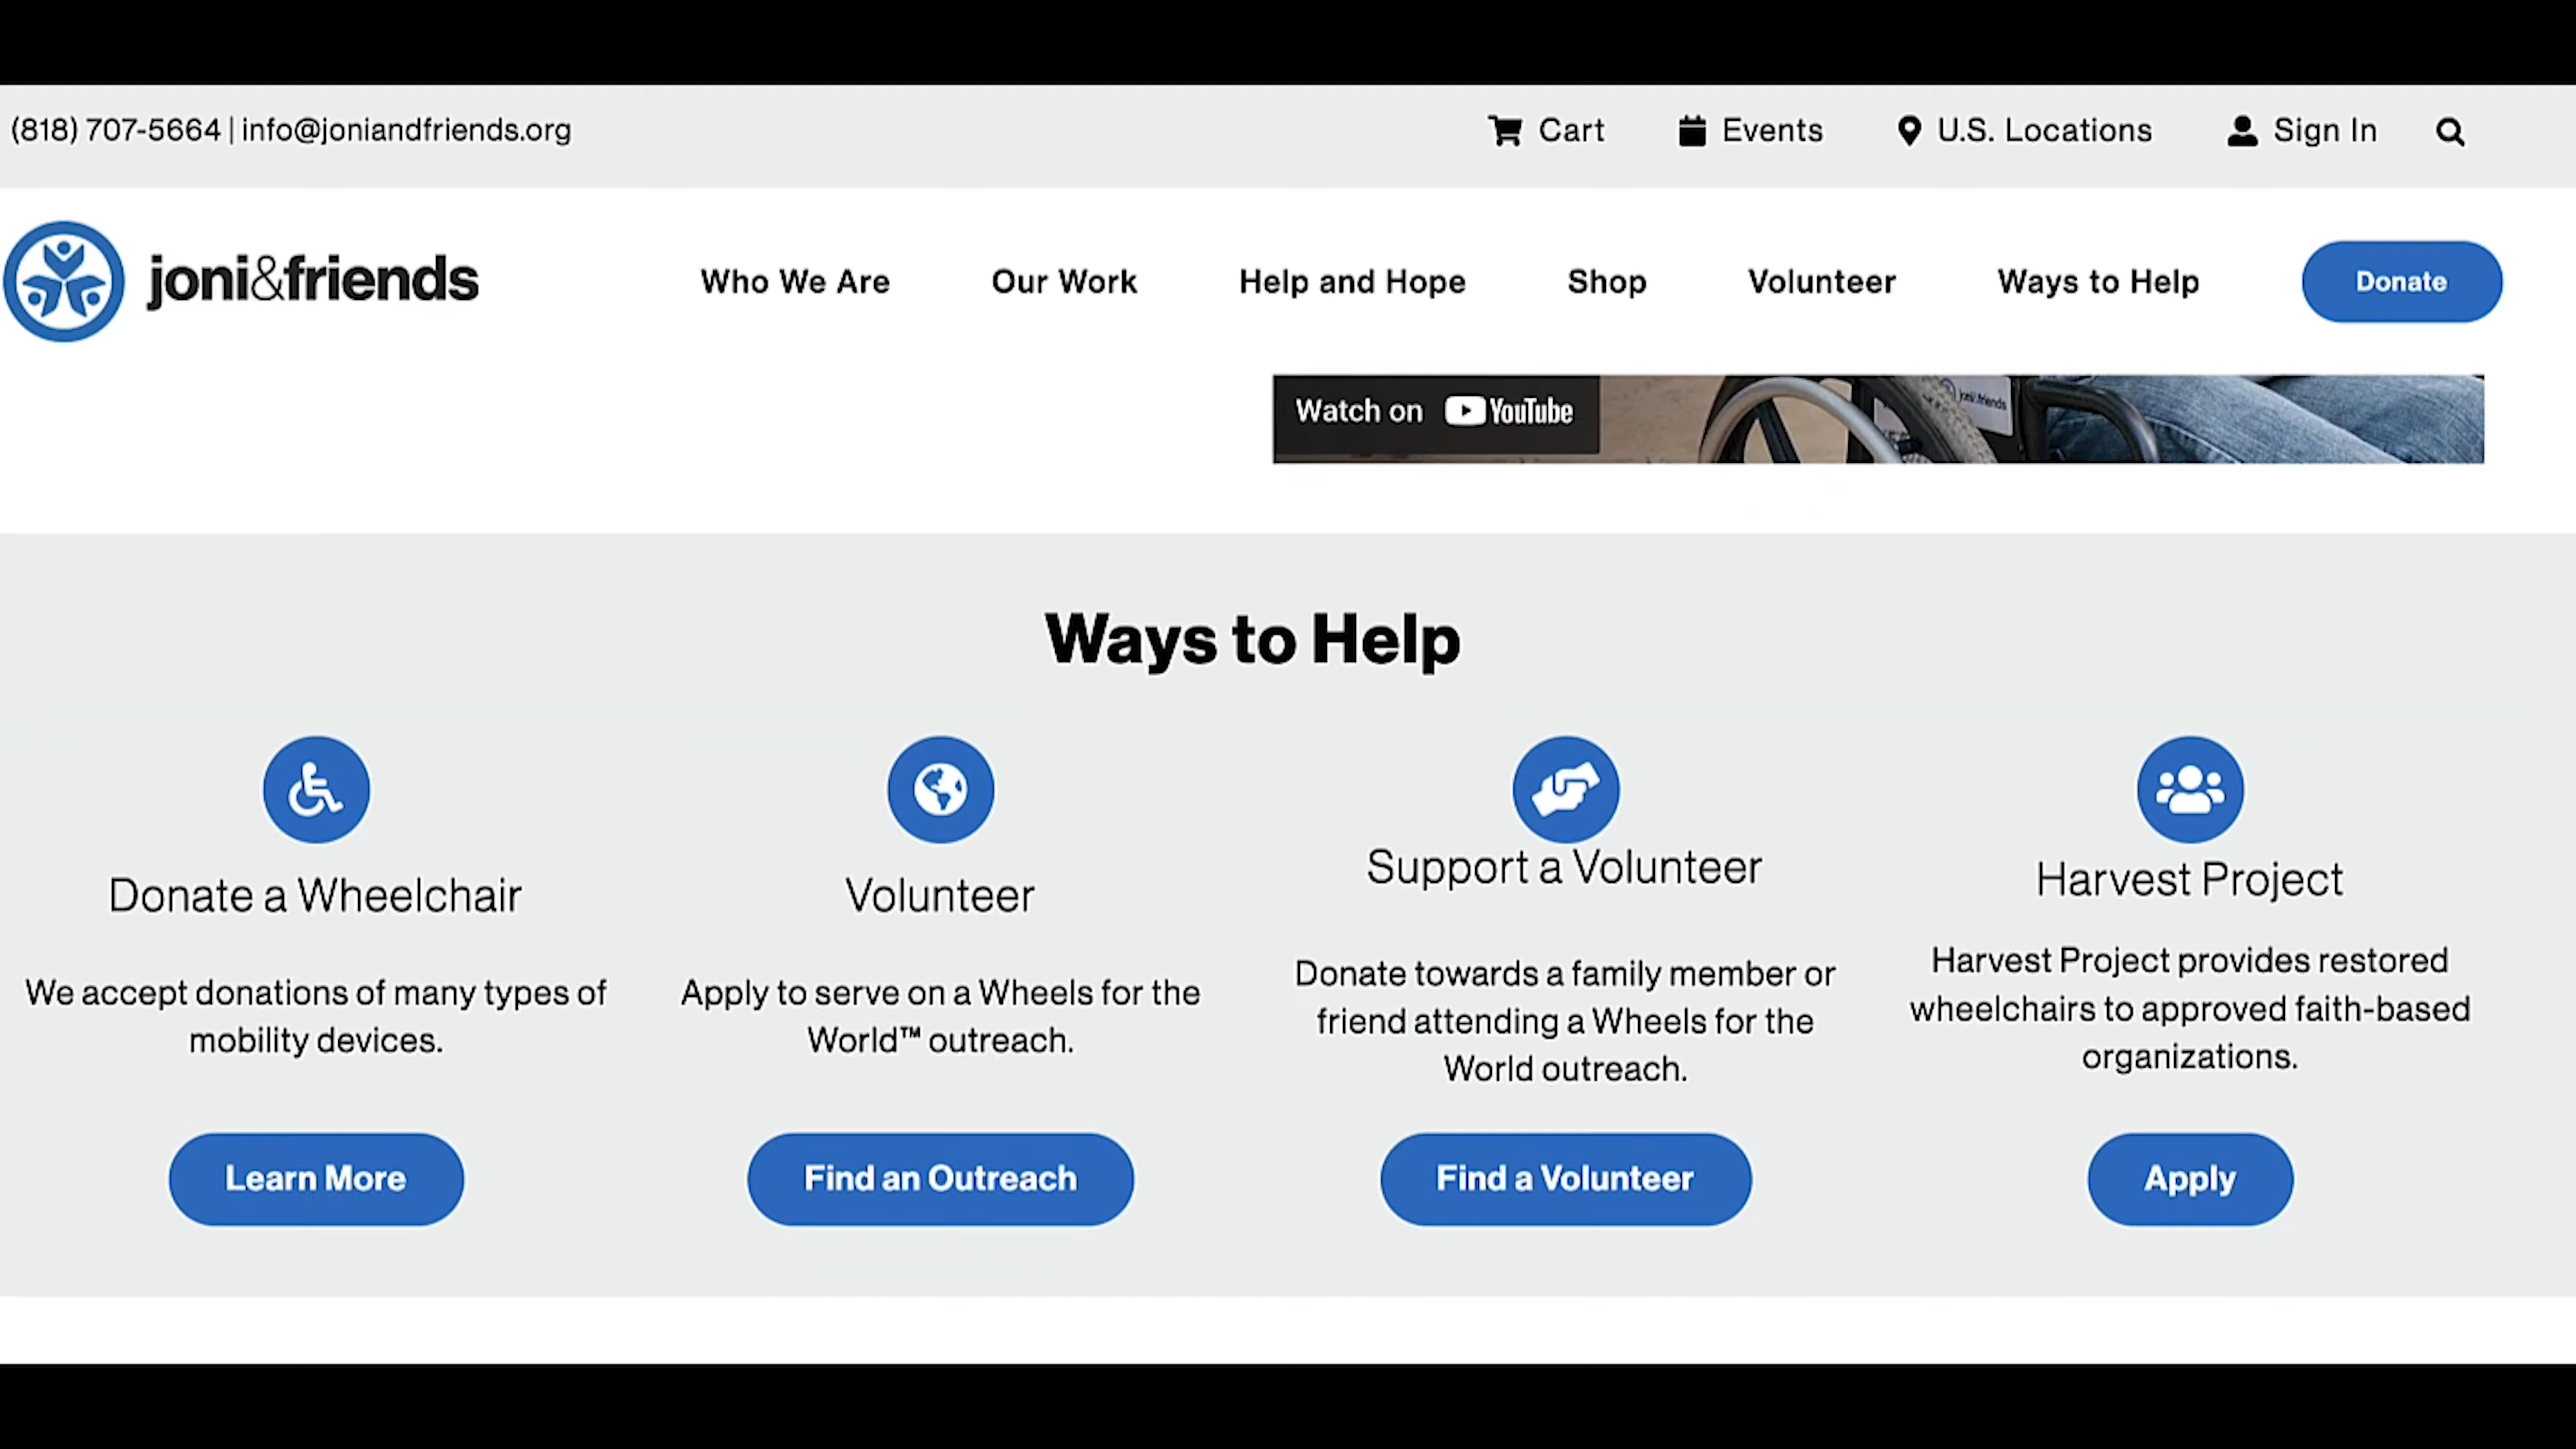 (818) 707-5664 | info@joniandfriends.org
Cart
Events
U.S. Locations
Sign In
joni&friends
Who We Are
Our Work
Help and Hope
Shop
Volunteer
Ways to Help
Donate
Watch on YouTube
joni&friends
Ways to Help
Donate a Wheelchair
We accept donations of many types of
mobility devices.
Learn More
Volunteer
Apply to serve on a Wheels for the
World™ outreach.
Find an Outreach
Support a Volunteer
Donate towards a family member or
friend attending a Wheels for the
World outreach.
Find a Volunteer
Harvest Project
Harvest Project provides restored
wheelchairs to approved faith-based
organizations.
Apply